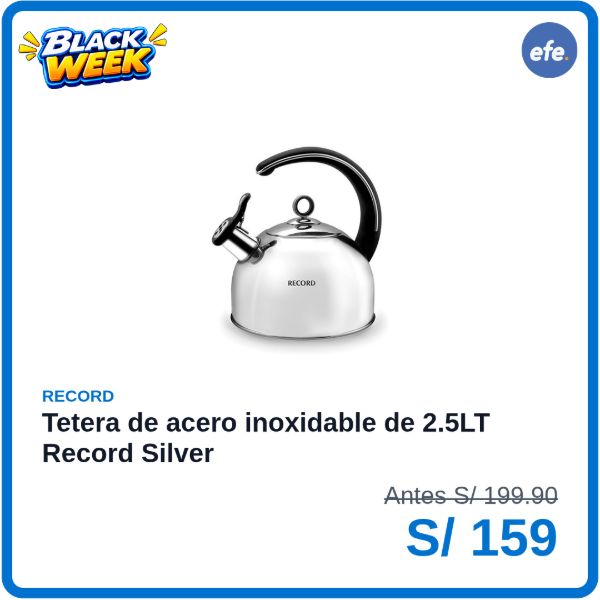 BLACK
WEEK
efe.
RECORD
RECORD
Tetera de acero inoxidable de 2.5LT
Record Silver
Antes S/ 199.90
S/ 159